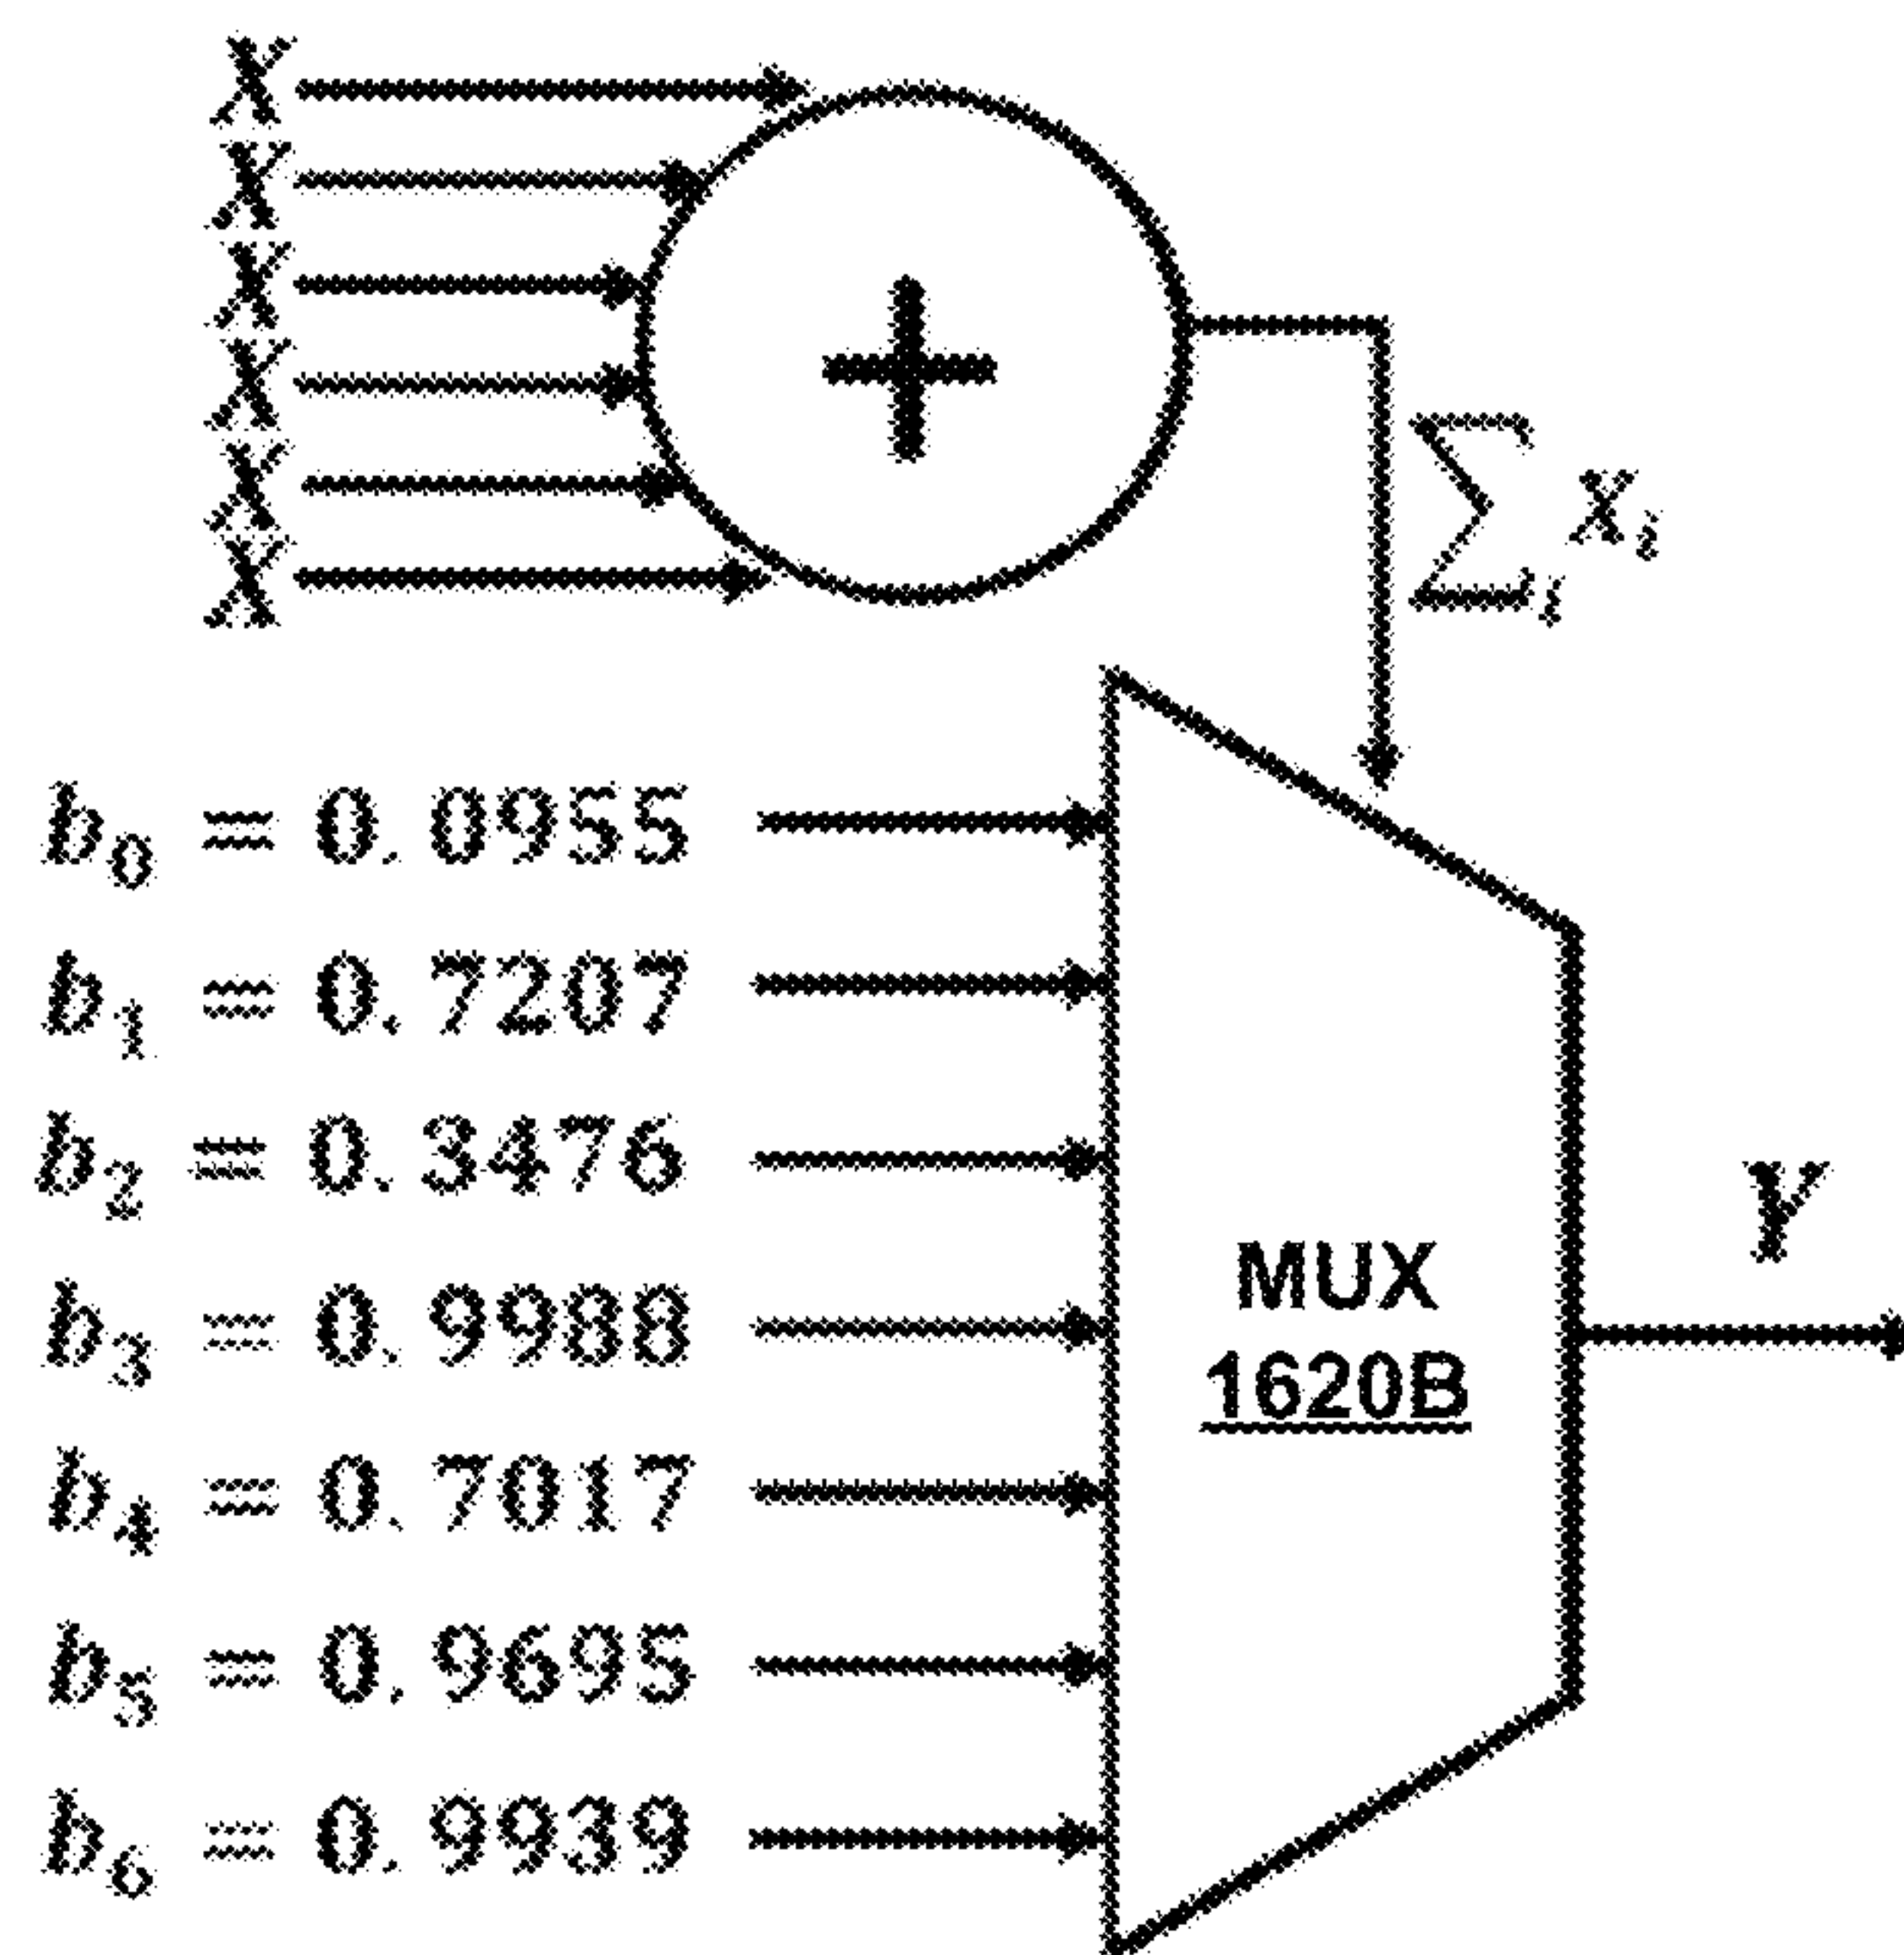 X
X
X
X
X
X
+
∑ᵢ xᵢ
b₀ = 0.0955
b₁ = 0.7207
b₂ = 0.3476
b₃ = 0.9988
b₄ = 0.7017
b₅ = 0.9695
b₆ = 0.9939
MUX
1620B
Y